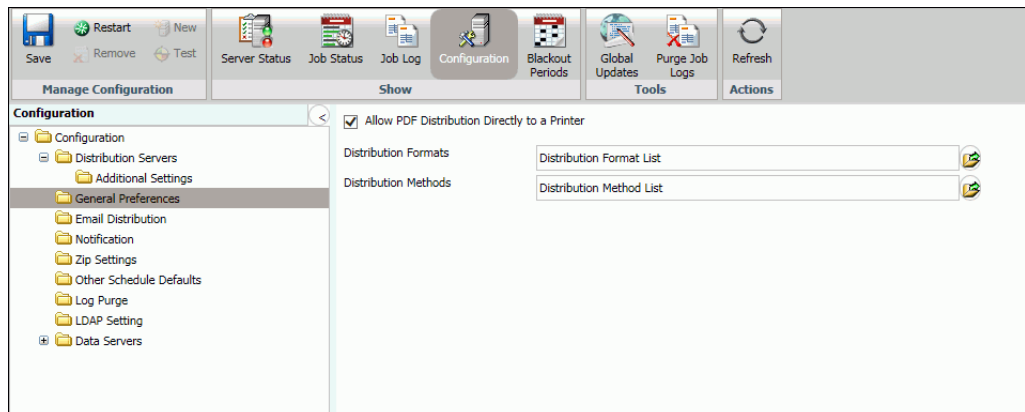 Save
Restart
Remove
New
Test
Manage Configuration
Server Status
Job Status
Job Log
Configuration
Blackout
Periods
Show
Global
Updates
Purge Job
Logs
Tools
Refresh
Actions
Configuration
Configuration
Distribution Servers
Additional Settings
General Preferences
Email Distribution
Notification
Zip Settings
Other Schedule Defaults
Log Purge
LDAP Setting
Data Servers
Allow PDF Distribution Directly to a Printer
Distribution Formats
Distribution Format List
Distribution Methods
Distribution Method List